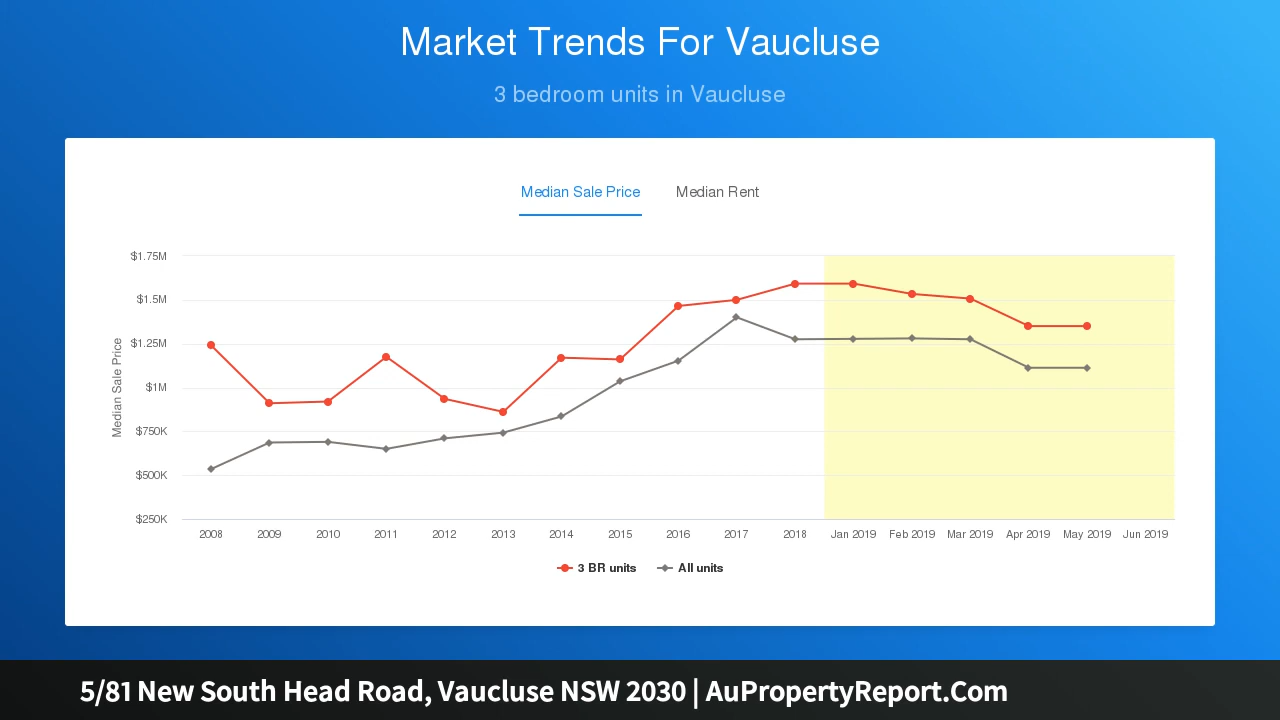 Market Trends For Vaucluse
3 bedroom units in Vaucluse
Median Sale Price Median Rent
Median Sale Price
$1.75M
$1.5M
$1.25M
$1M
$750K
$500K
$250K
2008 2009 2010 2011 2012 2013 2014 2015 2016 2017 2018 Jan 2019 Feb 2019 Mar 2019 Apr 2019 May 2019 Jun 2019
3 BR units All units
5/81 New South Head Road, Vaucluse NSW 2030 | AuPropertyReport.Com